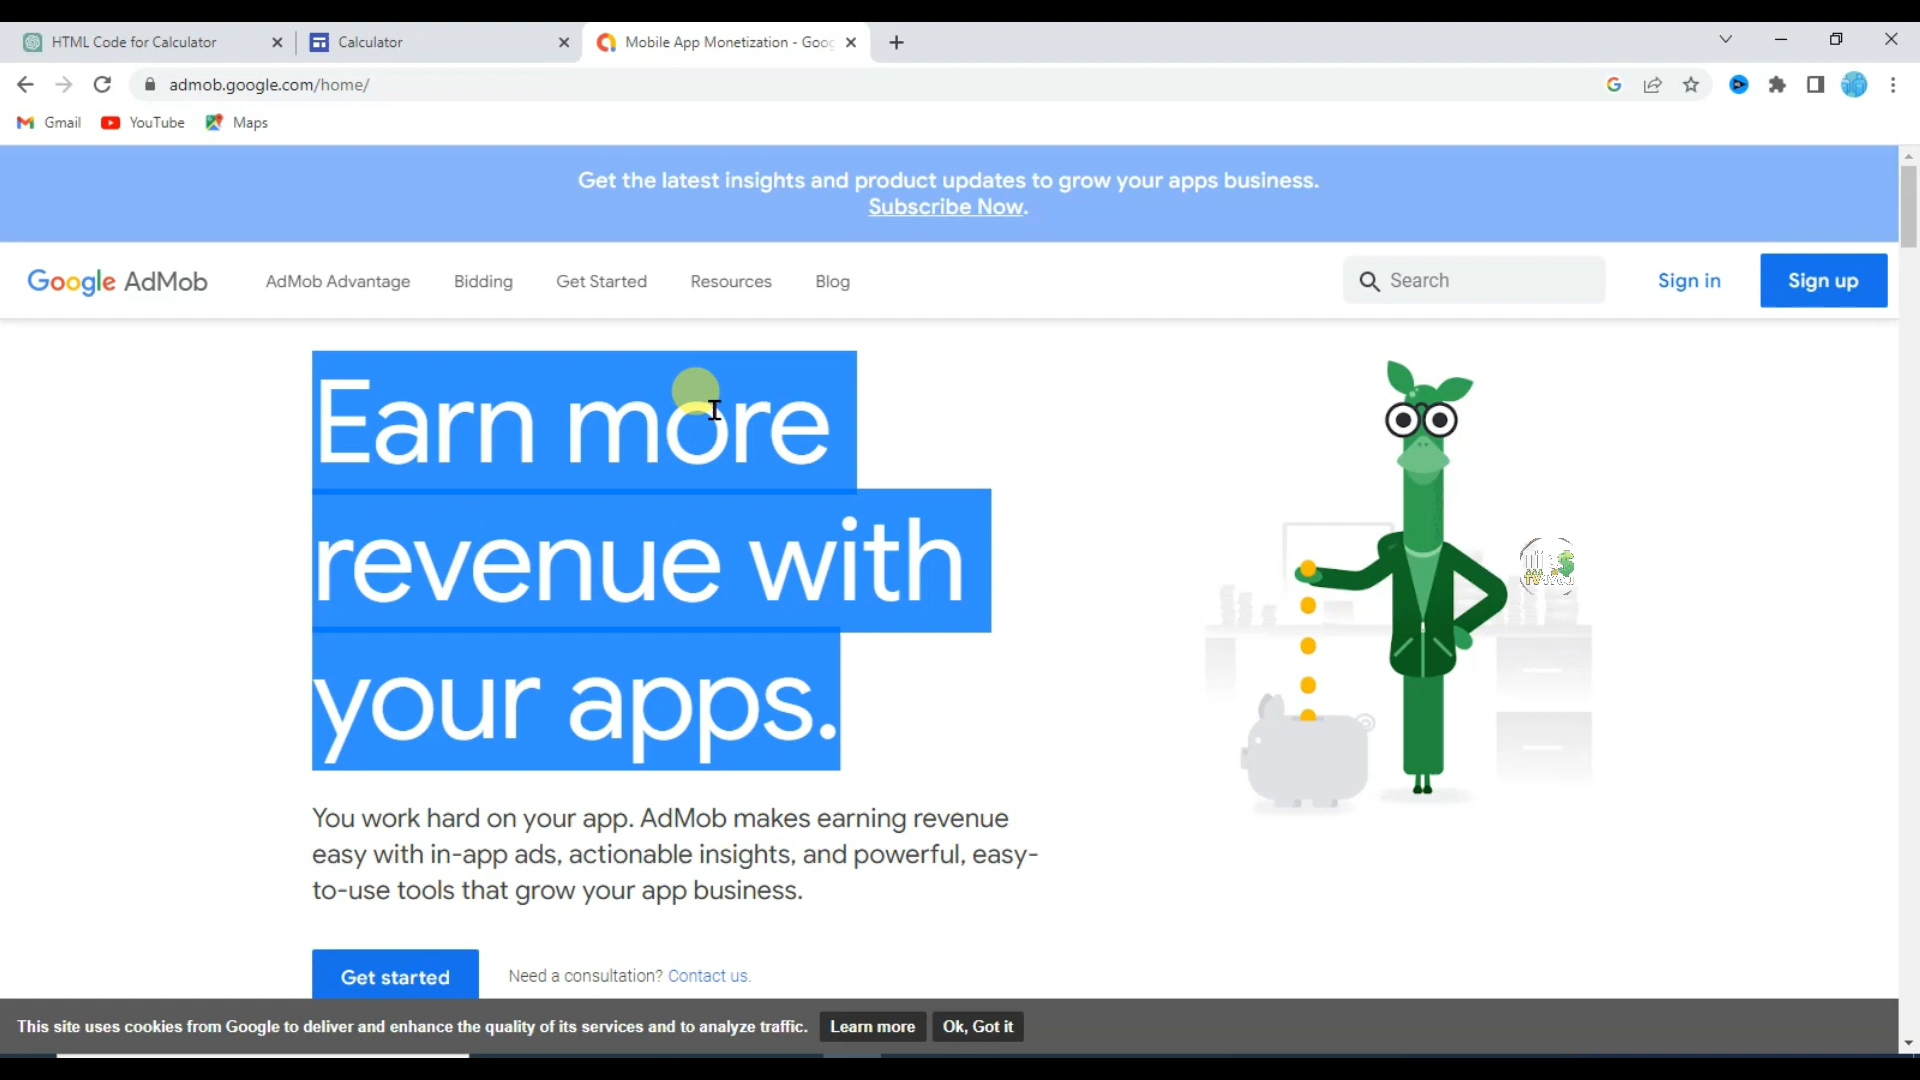 HTML Code for Calculator
Calculator
Mobile App Monetization - Goog
admob.google.com/home/
Gmail
YouTube
Maps
Get the latest insights and product updates to grow your apps business.
Subscribe Now.
Google AdMob
AdMob Advantage
Bidding
Get Started
Resources
Blog
Search
Sign in
Sign up
Earn more
revenue with
your apps.
You work hard on your app. AdMob makes earning revenue
easy with in-app ads, actionable insights, and powerful, easy-
to-use tools that grow your app business.
Get started
Need a consultation? Contact us.
This site uses cookies from Google to deliver and enhance the quality of its services and to analyze traffic.
Learn more
Ok, Got it